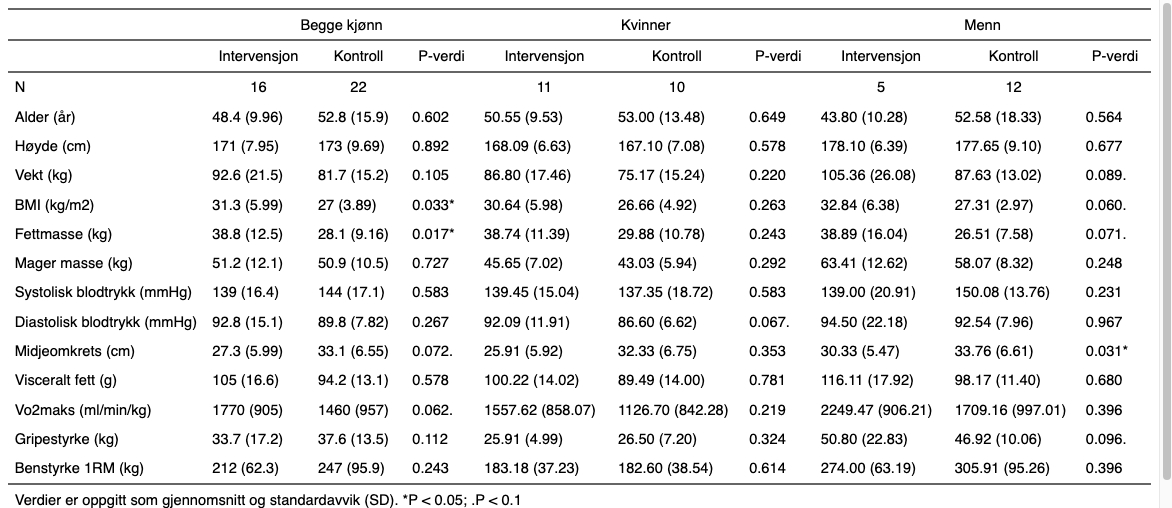 Begge kjønn Kvinner Menn
Intervensjon Kontroll P-verdi Intervensjon Kontroll P-verdi Intervensjon Kontroll P-verdi
N 16 22 11 10 5 12
Alder (år) 48.4 (9.96) 52.8 (15.9) 0.602 50.55 (9.53) 53.00 (13.48) 0.649 43.80 (10.28) 52.58 (18.33) 0.564
Høyde (cm) 171 (7.95) 173 (9.69) 0.892 168.09 (6.63) 167.10 (7.08) 0.578 178.10 (6.39) 177.65 (9.10) 0.677
Vekt (kg) 92.6 (21.5) 81.7 (15.2) 0.105 86.80 (17.46) 75.17 (15.24) 0.220 105.36 (26.08) 87.63 (13.02) 0.089.
BMI (kg/m2) 31.3 (5.99) 27 (3.89) 0.033* 30.64 (5.98) 26.66 (4.92) 0.263 32.84 (6.38) 27.31 (2.97) 0.060.
Fettmasse (kg) 38.8 (12.5) 28.1 (9.16) 0.017* 38.74 (11.39) 29.88 (10.78) 0.243 38.89 (16.04) 26.51 (7.58) 0.071.
Mager masse (kg) 51.2 (12.1) 50.9 (10.5) 0.727 45.65 (7.02) 43.03 (5.94) 0.292 63.41 (12.62) 58.07 (8.32) 0.248
Systolisk blodtrykk (mmHg) 139 (16.4) 144 (17.1) 0.583 139.45 (15.04) 137.35 (18.72) 0.583 139.00 (20.91) 150.08 (13.76) 0.231
Diastolisk blodtrykk (mmHg) 92.8 (15.1) 89.8 (7.82) 0.267 92.09 (11.91) 86.60 (6.62) 0.067. 94.50 (22.18) 92.54 (7.96) 0.967
Midjeomkrets (cm) 27.3 (5.99) 33.1 (6.55) 0.072. 25.91 (5.92) 32.33 (6.75) 0.353 30.33 (5.47) 33.76 (6.61) 0.031*
Visceralt fett (g) 105 (16.6) 94.2 (13.1) 0.578 100.22 (14.02) 89.49 (14.00) 0.781 116.11 (17.92) 98.17 (11.40) 0.680
Vo2maks (ml/min/kg) 1770 (905) 1460 (957) 0.062. 1557.62 (858.07) 1126.70 (842.28) 0.219 2249.47 (906.21) 1709.16 (997.01) 0.396
Gripestyrke (kg) 33.7 (17.2) 37.6 (13.5) 0.112 25.91 (4.99) 26.50 (7.20) 0.324 50.80 (22.83) 46.92 (10.06) 0.096.
Benstyrke 1RM (kg) 212 (62.3) 247 (95.9) 0.243 183.18 (37.23) 182.60 (38.54) 0.614 274.00 (63.19) 305.91 (95.26) 0.396
Verdier er oppgitt som gjennomsnitt og standardavvik (SD). *P < 0.05; .P < 0.1